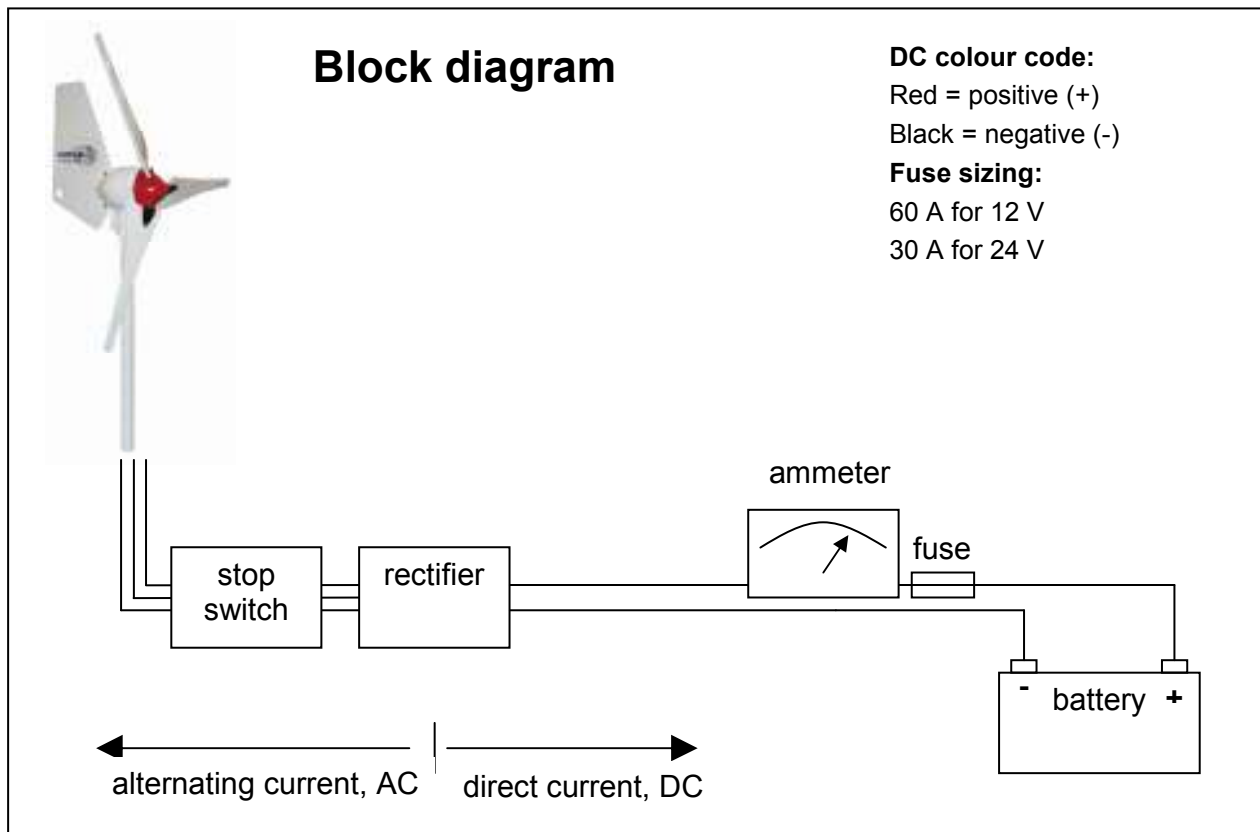 Block diagram
DC colour code:
Red = positive (+)
Black = negative (-)
Fuse sizing:
60 A for 12 V
30 A for 24 V
ammeter
fuse
stop
switch
rectifier
- battery +
alternating current, AC
direct current, DC